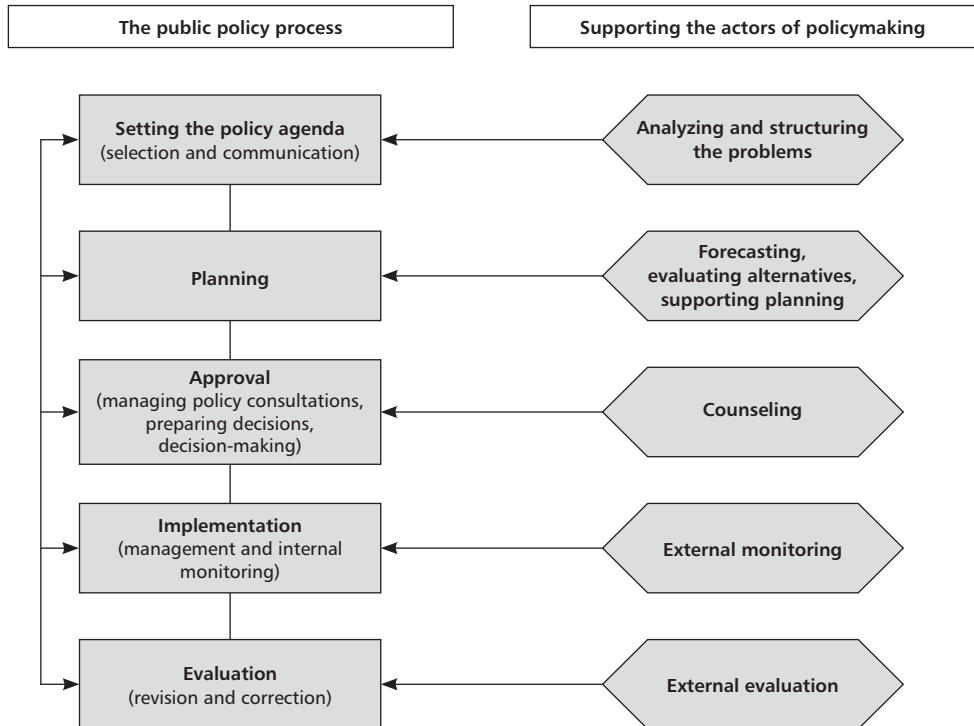 The public policy process
Supporting the actors of policymaking
Setting the policy agenda
(selection and communication)
Analyzing and structuring
the problems
Planning
Forecasting,
evaluating alternatives,
supporting planning
Approval
(managing policy consultations,
preparing decisions,
decision-making)
Counseling
Implementation
(management and internal
monitoring)
External monitoring
Evaluation
(revision and correction)
External evaluation